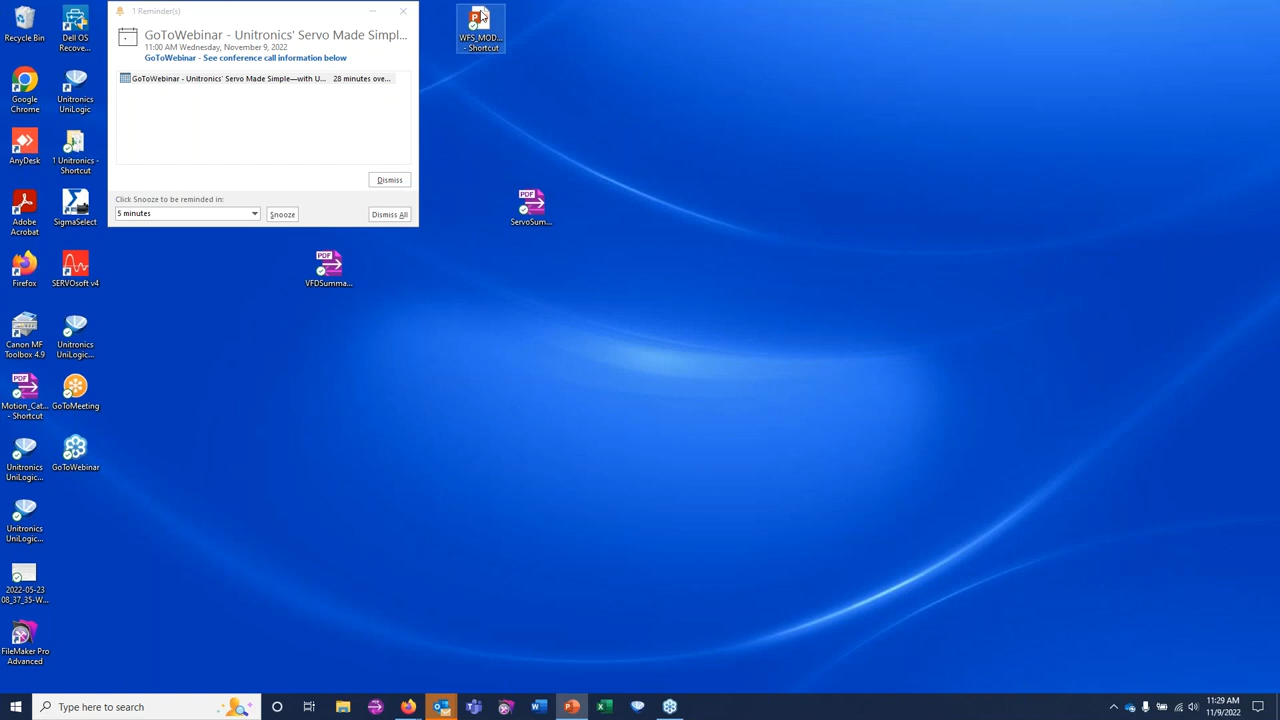 1 Reminder(s)
GoToWebinar - Unitronics' Servo Made Simpl...
11:00 AM Wednesday, November 9, 2022
GoToWebinar - See conference call information below
GoToWebinar - Unitronics' Servo Made Simple—with U... 28 minutes ove...
Dismiss
Click Snooze to be reminded in:
5 minutes
Snooze
Dismiss All
Recycle Bin
Dell OS
Recove...
Google
Chrome
Unitronics
UniLogic
AnyDesk
1 Unitronics -
Shortcut
Adobe
Acrobat
SigmaSelect
Firefox
SERVOsoft v4
Canon MF
Toolbox 4.9
Unitronics
UniLogic...
Motion_Cat...
- Shortcut
GoToMeeting
Unitronics
UniLogic...
GoToWebinar
Unitronics
UniLogic...
2022-05-23
08_37_35-W...
FileMaker Pro
Advanced
WFS_MOD...
- Shortcut
PDF
ServoSum...
PDF
VFDSumma...
Type here to search
11:29 AM
11/9/2022